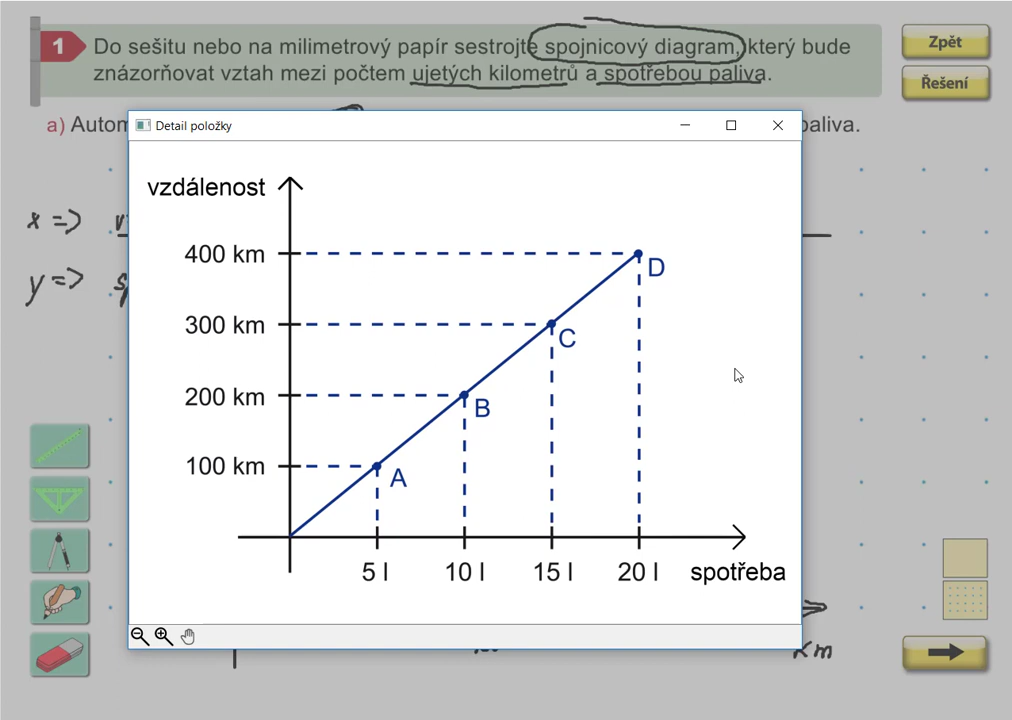 1 Do sešitu nebo na milimetrový papír sestrojte spojnicový diagram, který bude
znázorňovat vztah mezi počtem ujetých kilometrů a spotřebou paliva.
Zpět
Řešení
a) paliva.
Detail položky
x =>
y =>
vzdálenost
400 km
300 km
200 km
100 km
D
C
B
A
5 l 10 l 15 l 20 l spotřeba
km